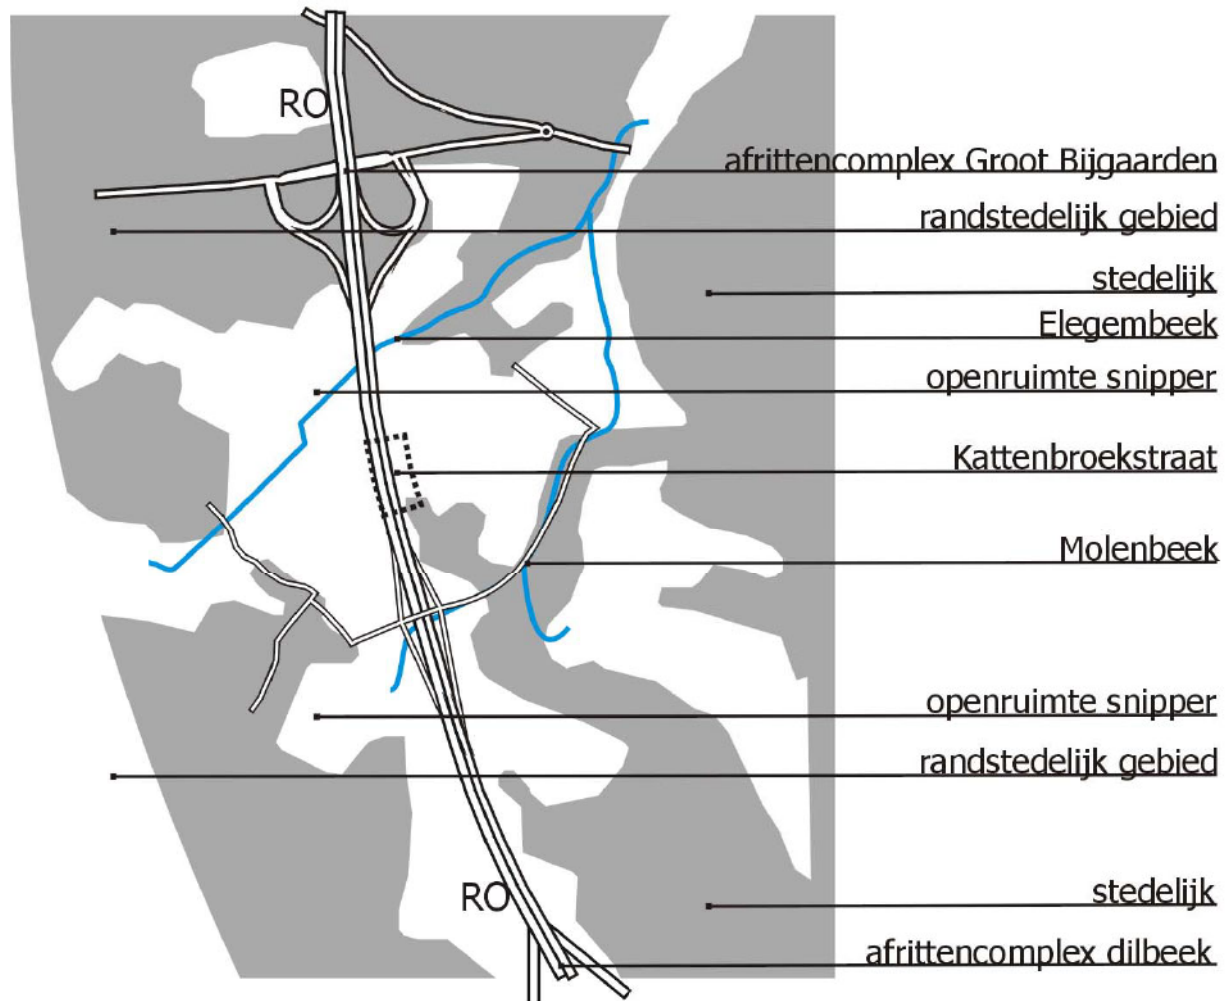 RO
afrittencomplex Groot Bijgaarden
randstedelijk gebied
stedelijk
Elegembeek
openruimte snipper
Kattenbroekstraat
Molenbeek
openruimte snipper
randstedelijk gebied
RO
stedelijk
afrittencomplex dilbeek